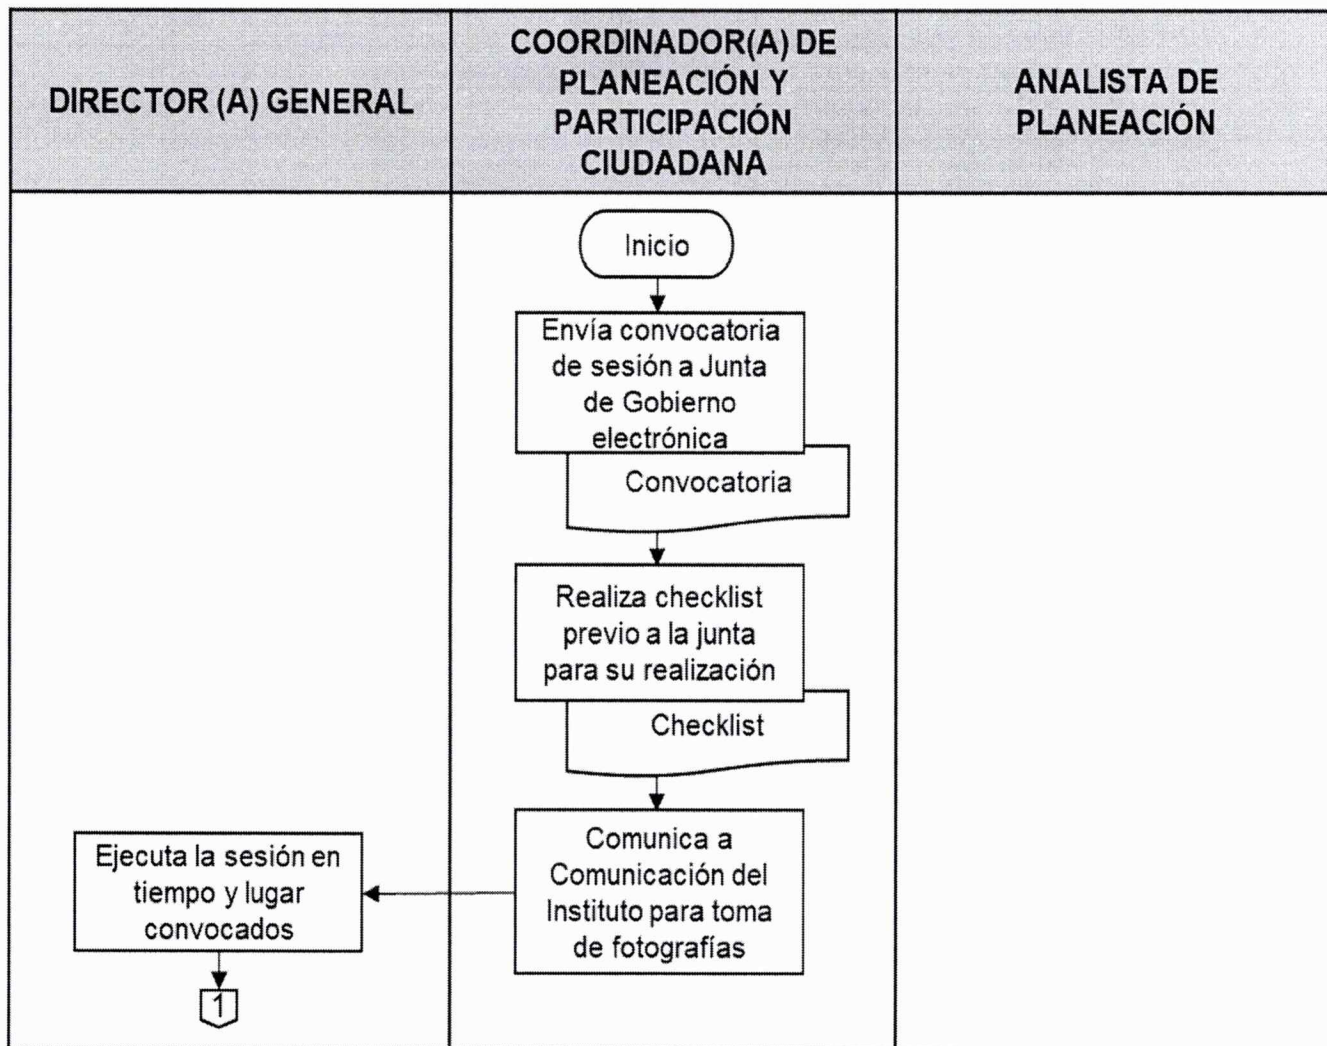 DIRECTOR (A) GENERAL
COORDINADOR(A) DE
PLANEACIÓN Y
PARTICIPACIÓN
CIUDADANA
ANALISTA DE
PLANEACIÓN
Inicio
Envía convocatoria
de sesión a Junta
de Gobierno
electrónica
Convocatoria
Realiza checklist
previo a la junta
para su realización
Checklist
Comunica a
Comunicación del
Instituto para toma
de fotografías
Ejecuta la sesión en
tiempo y lugar
convocados
1